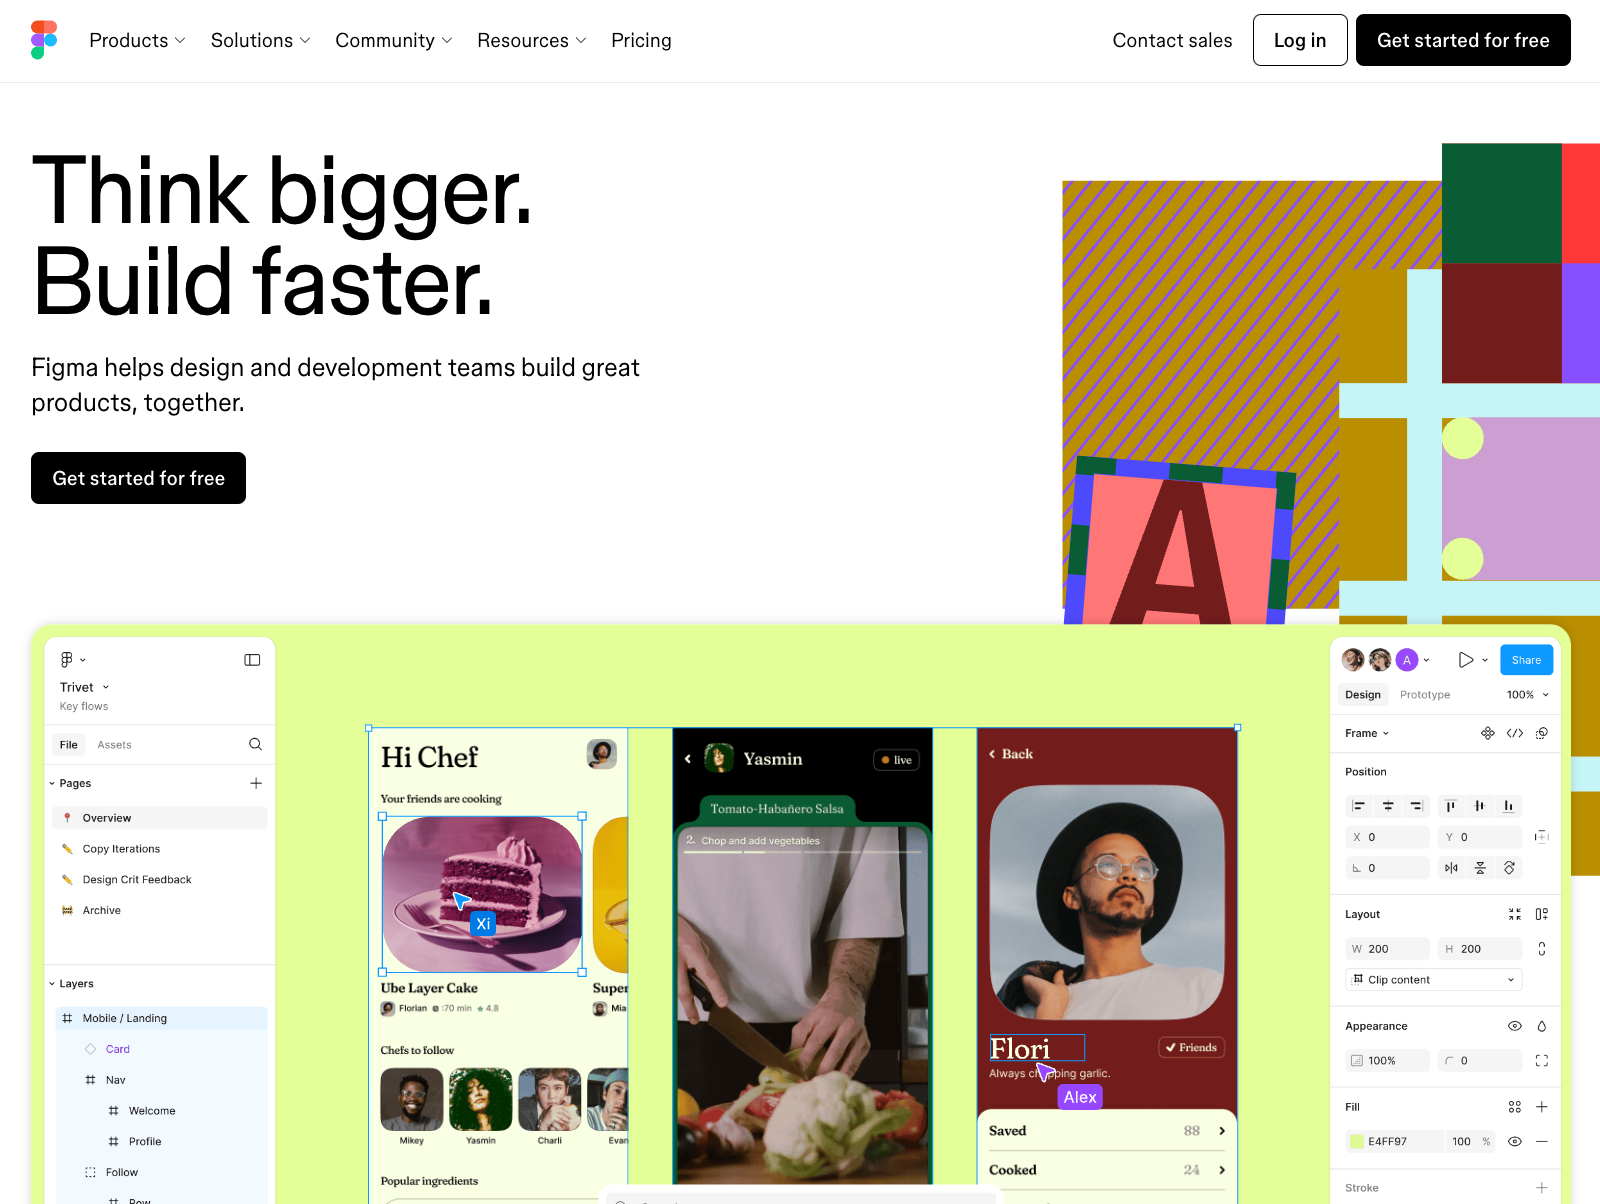 Products
Solutions
Community
Resources
Pricing
Contact sales
Log in
Get started for free
Think bigger.
Build faster.
Figma helps design and development teams build great
products, together.
Get started for free
A
Trivet
Key flows
File
Assets
Pages
Overview
Copy Iterations
Design Crit Feedback
Archive
Layers
Mobile / Landing
Card
Nav
Welcome
Profile
Follow
Row
Hi Chef
Your friends are cooking
Xi
Ube Layer Cake
Florian
:70 min
4.8
Super
Mia
Chefs to follow
Mikey
Yasmin
Charli
Evan
Popular ingredients
Yasmin
live
Tomato-Habañero Salsa
2. Chop and add vegetables
Back
Flori
Friends
Always chopping garlic.
Alex
Saved 88
Cooked 24
A
Share
Design
Prototype
100%
Frame
Position
X 0
Y 0
0
Layout
W 200
H 200
Clip content
Appearance
100%
0
Fill
E4FF97 100 %
Stroke